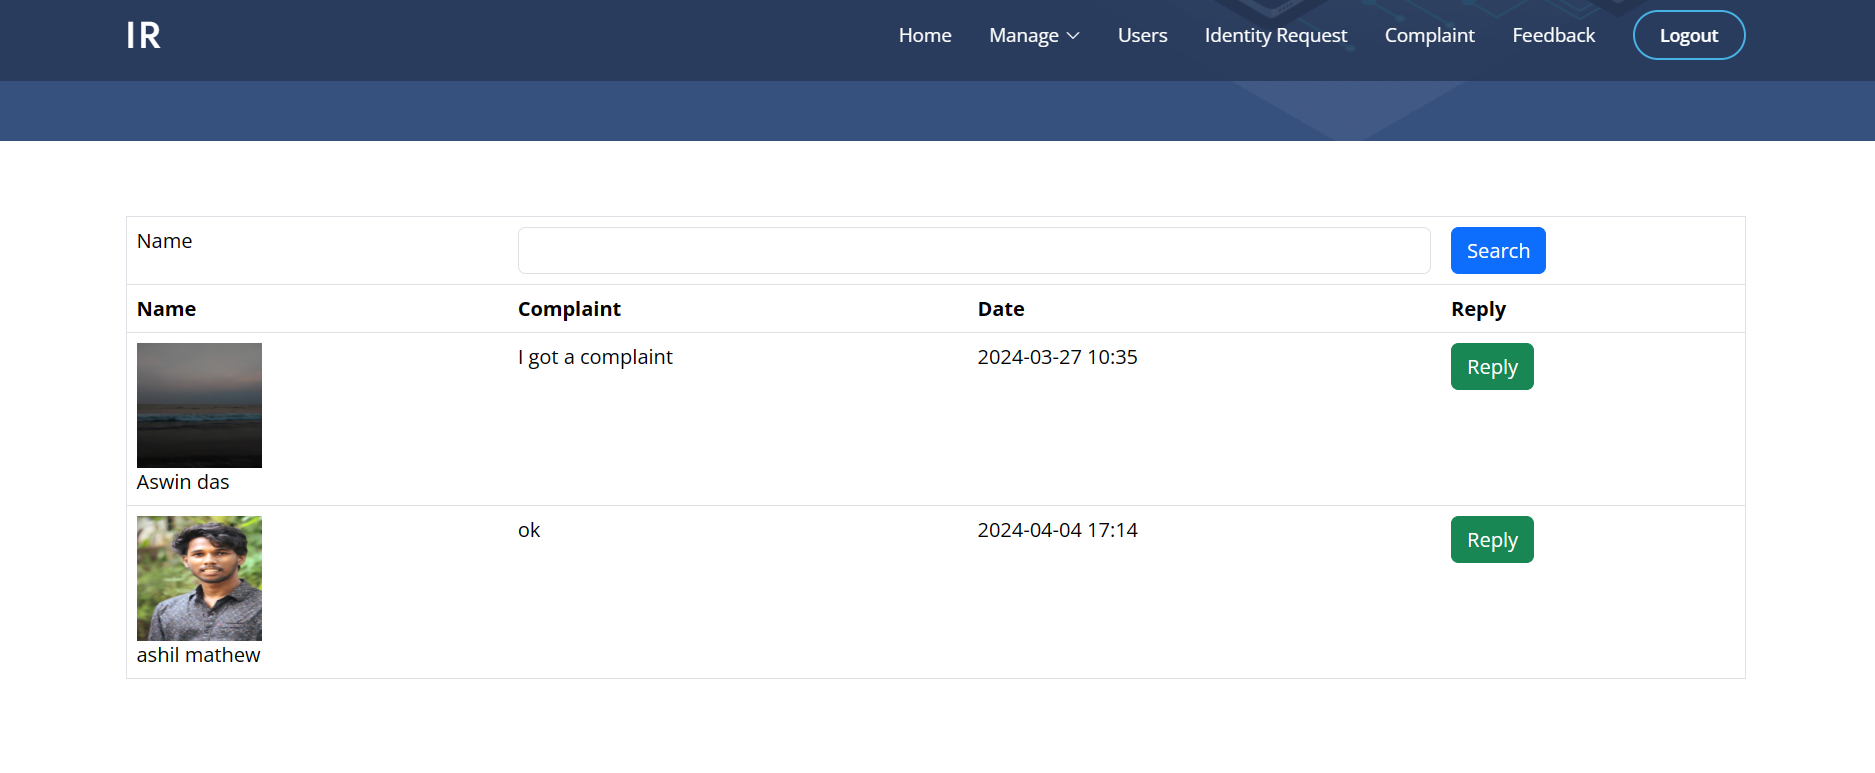 IR
Home Manage Users Identity Request Complaint Feedback Logout
Name Search
Name Complaint Date Reply
I got a complaint 2024-03-27 10:35 Reply
Aswin das
ok 2024-04-04 17:14 Reply
ashil mathew